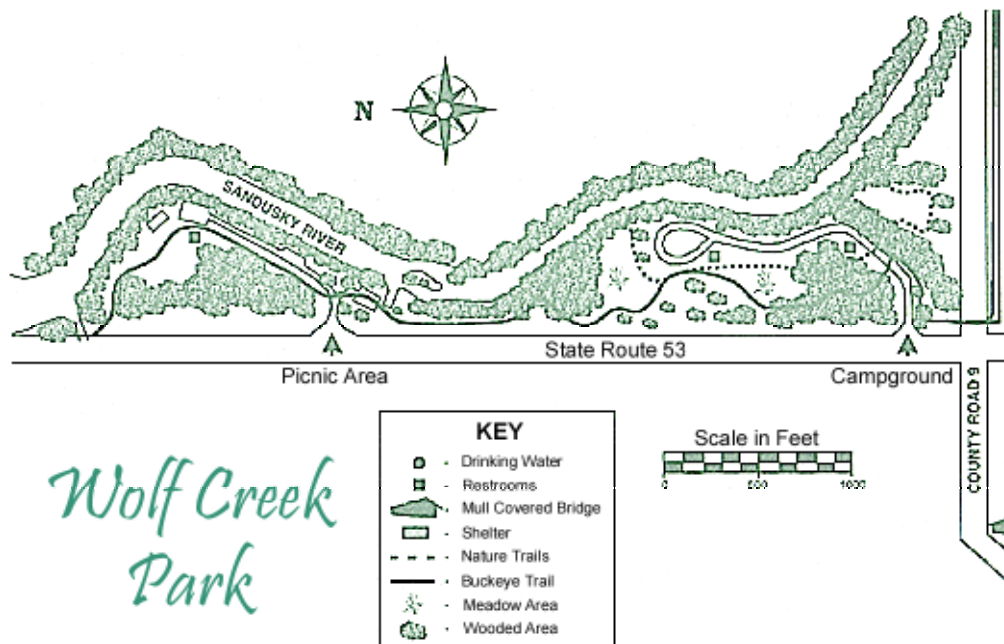 N
SANDUSKY RIVER
State Route 53
Picnic Area
Campground
COUNTY ROAD 9
Wolf Creek
Park
KEY
- Drinking Water
- Restrooms
- Mull Covered Bridge
- Shelter
- Nature Trails
- Buckeye Trail
- Meadow Area
- Wooded Area
Scale in Feet
0 500 1000